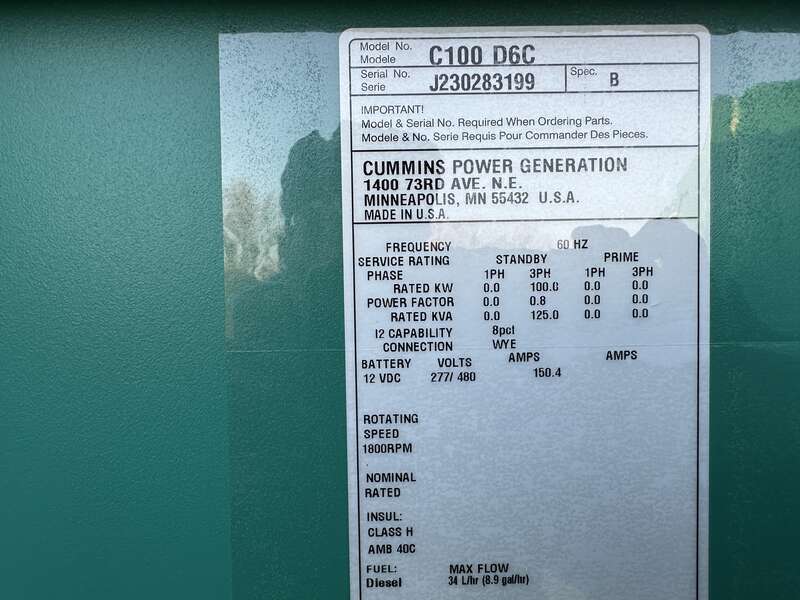 Model No. C100 D6C
Modele
Serial No. J230283199 Spec. B
Serie
IMPORTANT!
Model & Serial No. Required When Ordering Parts.
Modele & No. Serie Requis Pour Commander Des Pieces.
CUMMINS POWER GENERATION
1400 73RD AVE. N.E.
MINNEAPOLIS, MN 55432 U.S.A.
MADE IN U.S.A.
FREQUENCY 60 HZ
SERVICE RATING STANDBY PRIME
PHASE 1PH 3PH 1PH 3PH
RATED KW 0.0 100.0 0.0 0.0
POWER FACTOR 0.0 0.8 0.0 0.0
RATED KVA 0.0 125.0 0.0 0.0
I2 CAPABILITY 8pct
CONNECTION WYE
BATTERY VOLTS AMPS AMPS
12 VDC 277/ 480 150.4
ROTATING
SPEED
1800RPM
NOMINAL
RATED
INSUL:
CLASS H
AMB 40C
FUEL: MAX FLOW
Diesel 34 L/hr (8.9 gal/hr)